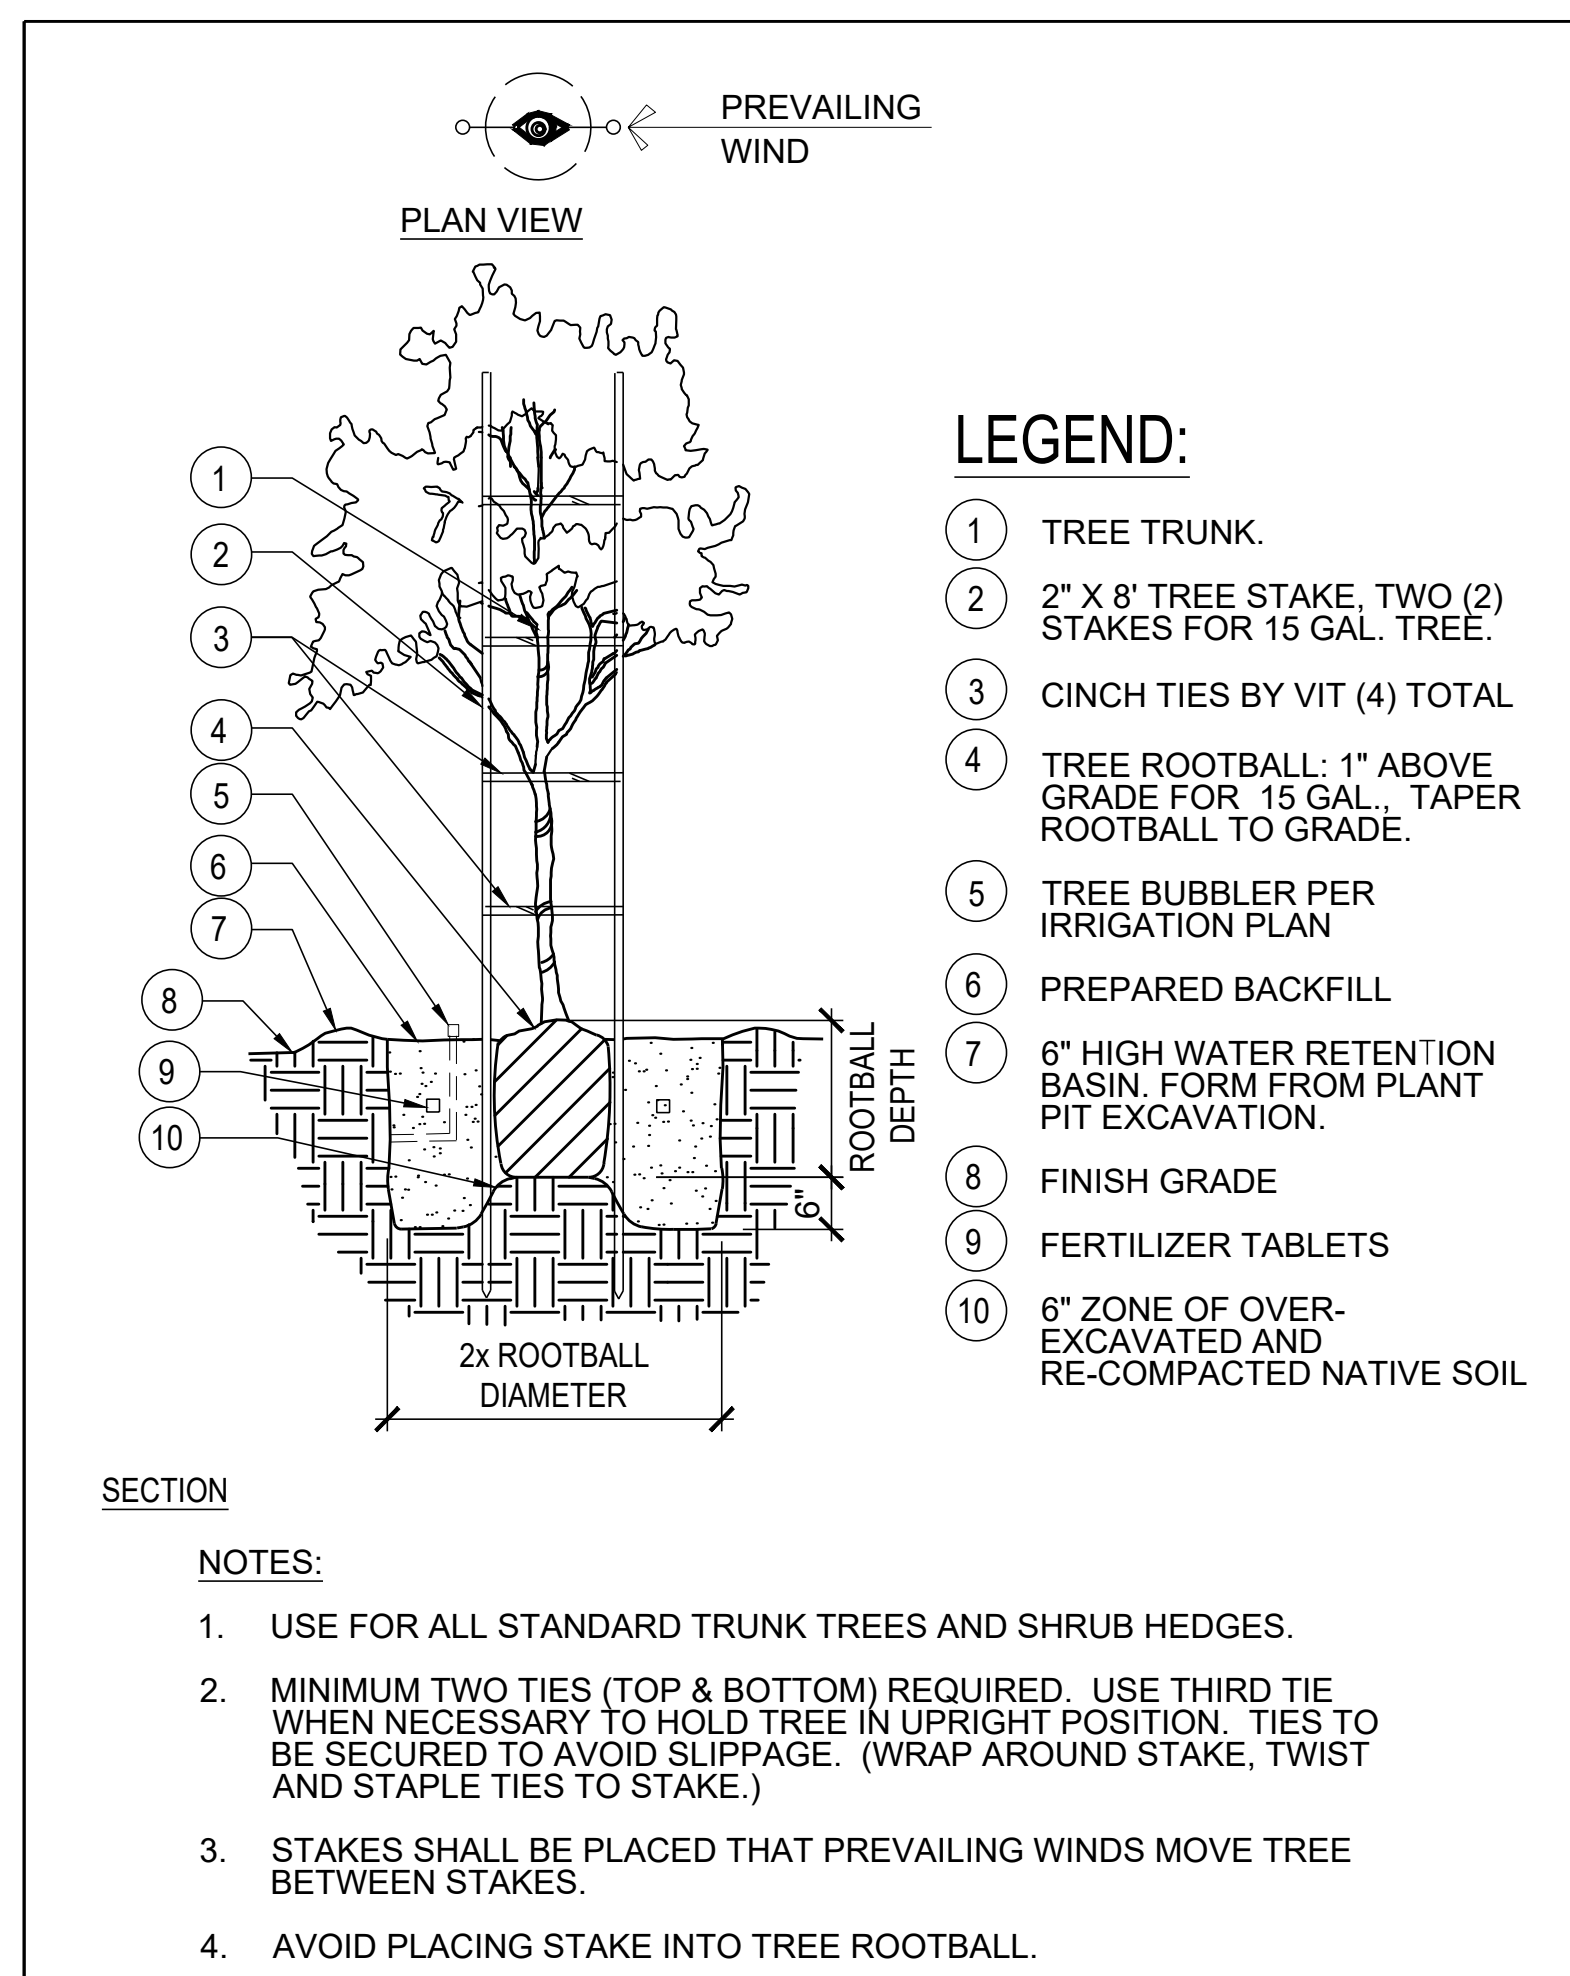 PREVAILING
WIND
PLAN VIEW
1
2
3
4
5
6
7
8
9
10
ROOTBALL
DEPTH
6"
2x ROOTBALL
DIAMETER
LEGEND:
1 TREE TRUNK.
2 2" X 8' TREE STAKE, TWO (2)
STAKES FOR 15 GAL. TREE.
3 CINCH TIES BY VIT (4) TOTAL
4 TREE ROOTBALL: 1" ABOVE
GRADE FOR 15 GAL., TAPER
ROOTBALL TO GRADE.
5 TREE BUBBLER PER
IRRIGATION PLAN
6 PREPARED BACKFILL
7 6" HIGH WATER RETENTION
BASIN. FORM FROM PLANT
PIT EXCAVATION.
8 FINISH GRADE
9 FERTILIZER TABLETS
10 6" ZONE OF OVER-
EXCAVATED AND
RE-COMPACTED NATIVE SOIL
SECTION
NOTES:
1. USE FOR ALL STANDARD TRUNK TREES AND SHRUB HEDGES.
2. MINIMUM TWO TIES (TOP & BOTTOM) REQUIRED. USE THIRD TIE
WHEN NECESSARY TO HOLD TREE IN UPRIGHT POSITION. TIES TO
BE SECURED TO AVOID SLIPPAGE. (WRAP AROUND STAKE, TWIST
AND STAPLE TIES TO STAKE.)
3. STAKES SHALL BE PLACED THAT PREVAILING WINDS MOVE TREE
BETWEEN STAKES.
4. AVOID PLACING STAKE INTO TREE ROOTBALL.